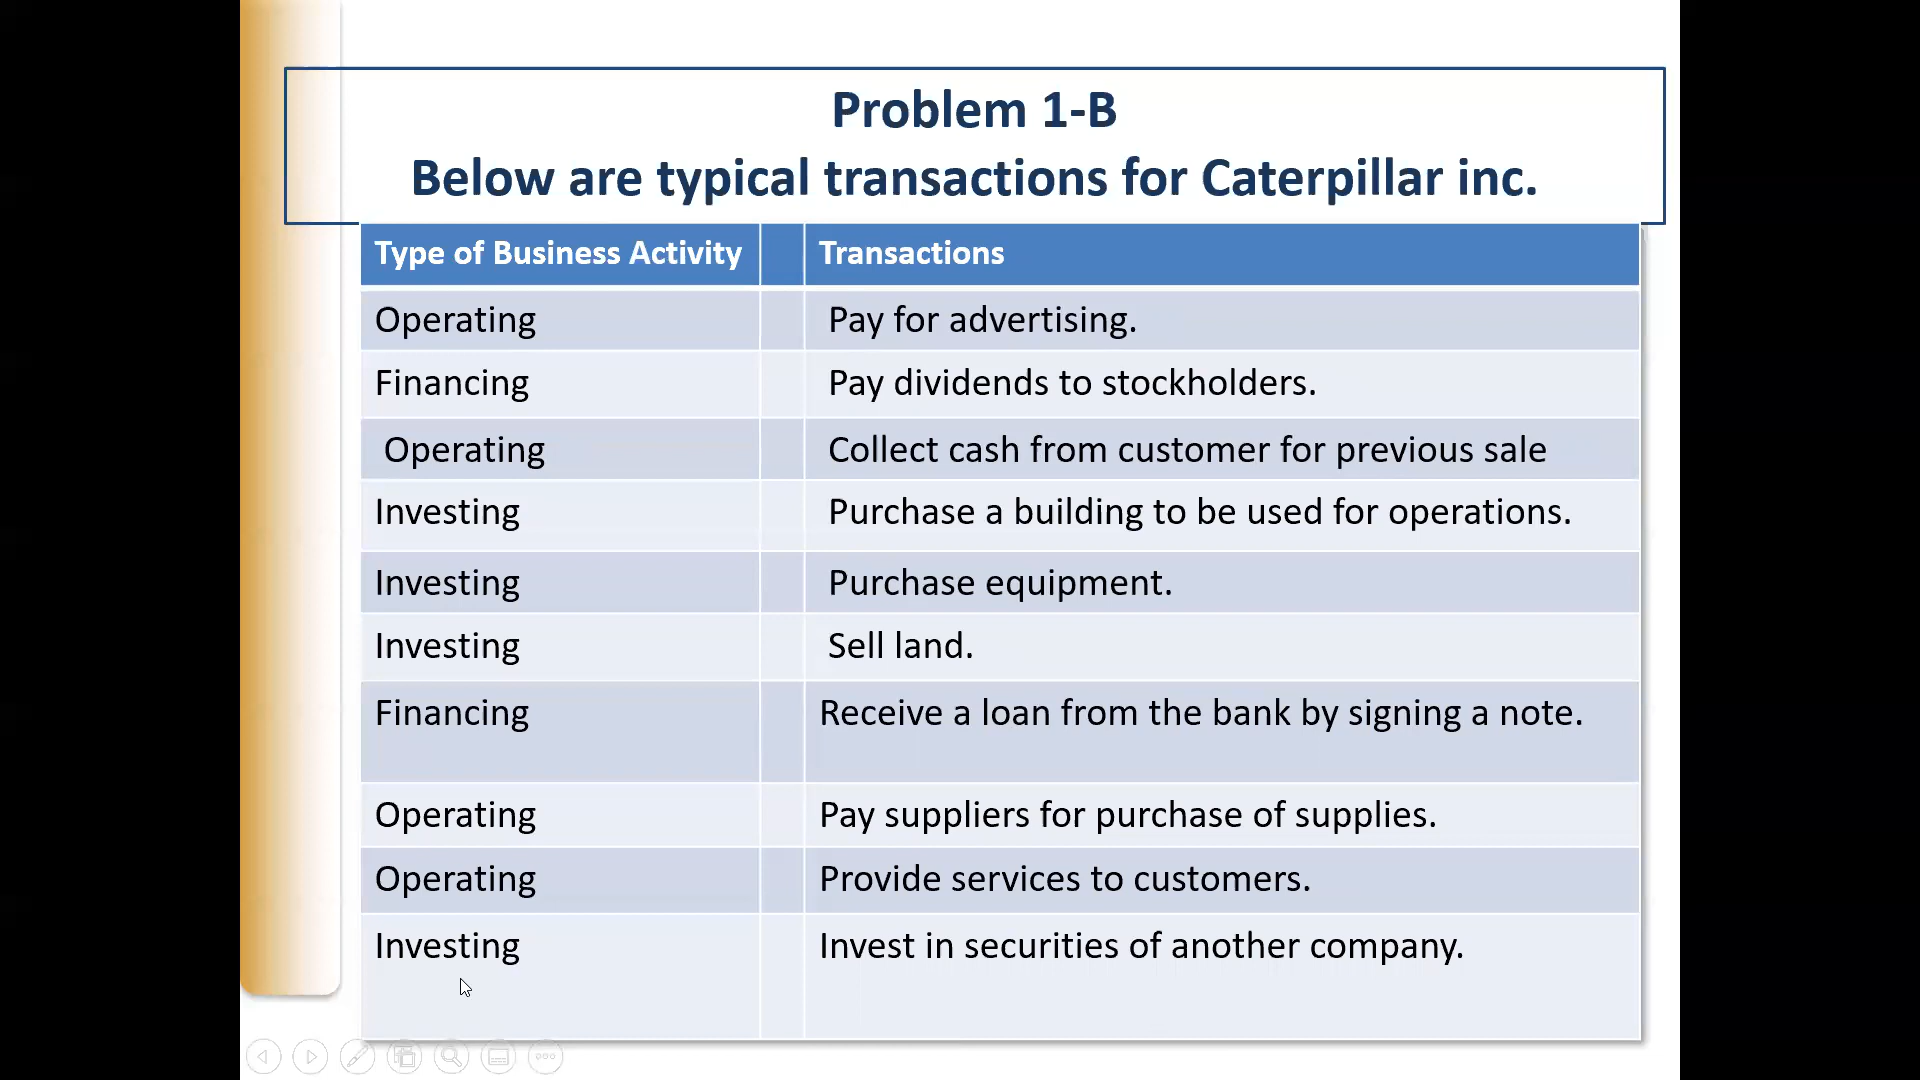 Problem 1-B
Below are typical transactions for Caterpillar inc.
Type of Business Activity Transactions
Operating Pay for advertising.
Financing Pay dividends to stockholders.
Operating Collect cash from customer for previous sale
Investing Purchase a building to be used for operations.
Investing Purchase equipment.
Investing Sell land.
Financing Receive a loan from the bank by signing a note.
Operating Pay suppliers for purchase of supplies.
Operating Provide services to customers.
Investing Invest in securities of another company.